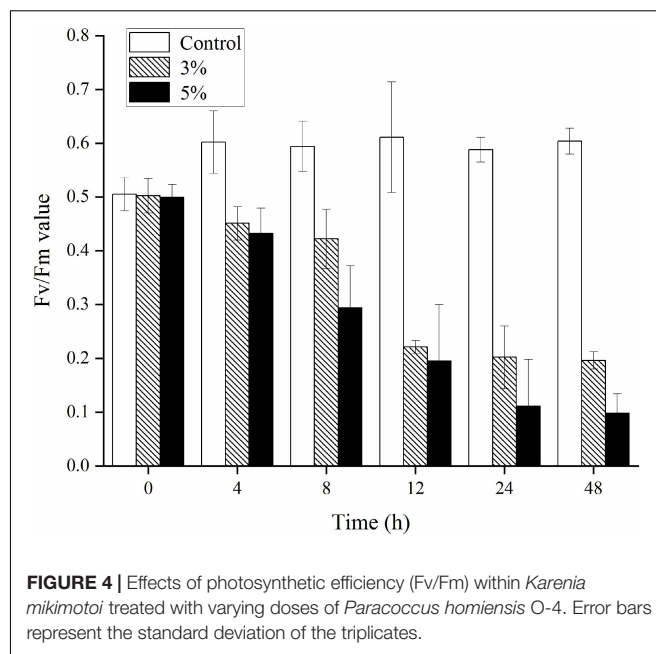 0.8
0.7
0.6
0.5
0.4
0.3
0.2
0.1
0.0
Fv/Fm value
Control
3%
5%
0 4 8 12 24 48
Time (h)
FIGURE 4 | Effects of photosynthetic efficiency (Fv/Fm) within Karenia
mikimotoi treated with varying doses of Paracoccus homiensis O-4. Error bars
represent the standard deviation of the triplicates.